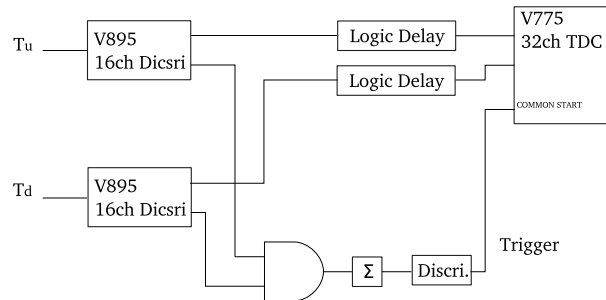 Tu
V895
16ch Dicsri
Logic Delay
V775
32ch TDC
Logic Delay
COMMON START
Td
V895
16ch Dicsri
Σ
Discri.
Trigger